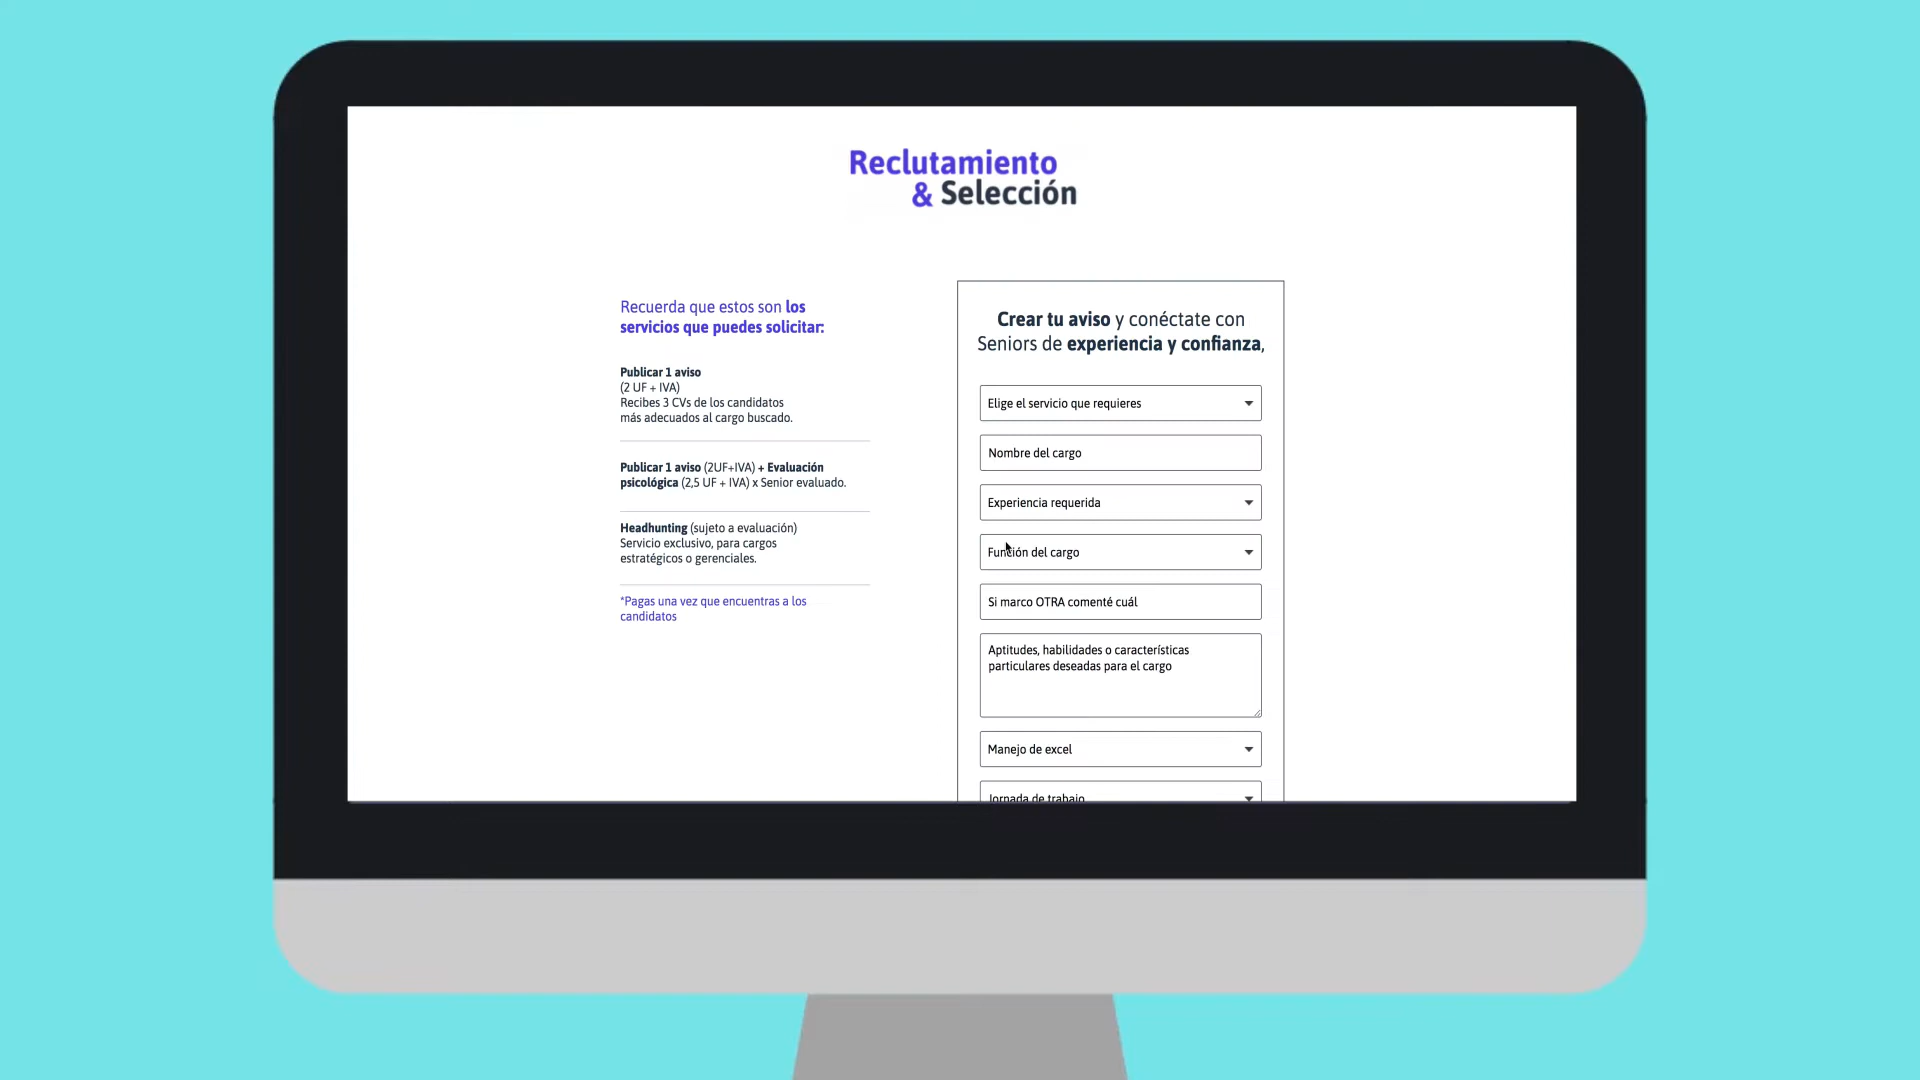 Reclutamiento
& Selección
Recuerda que estos son los
servicios que puedes solicitar:
Publicar 1 aviso
(2 UF + IVA)
Recibes 3 CVs de los candidatos
más adecuados al cargo buscado.
Publicar 1 aviso (2UF+IVA) + Evaluación
psicológica (2,5 UF + IVA) x Senior evaluado.
Headhunting (sujeto a evaluación)
Servicio exclusivo, para cargos
estratégicos o gerenciales.
*Pagas una vez que encuentras a los
candidatos
Crear tu aviso y conéctate con
Seniors de experiencia y confianza,
Elige el servicio que requieres
Nombre del cargo
Experiencia requerida
Función del cargo
Si marco OTRA comenté cuál
Aptitudes, habilidades o características
particulares deseadas para el cargo
Manejo de excel
Jornada de trabajo